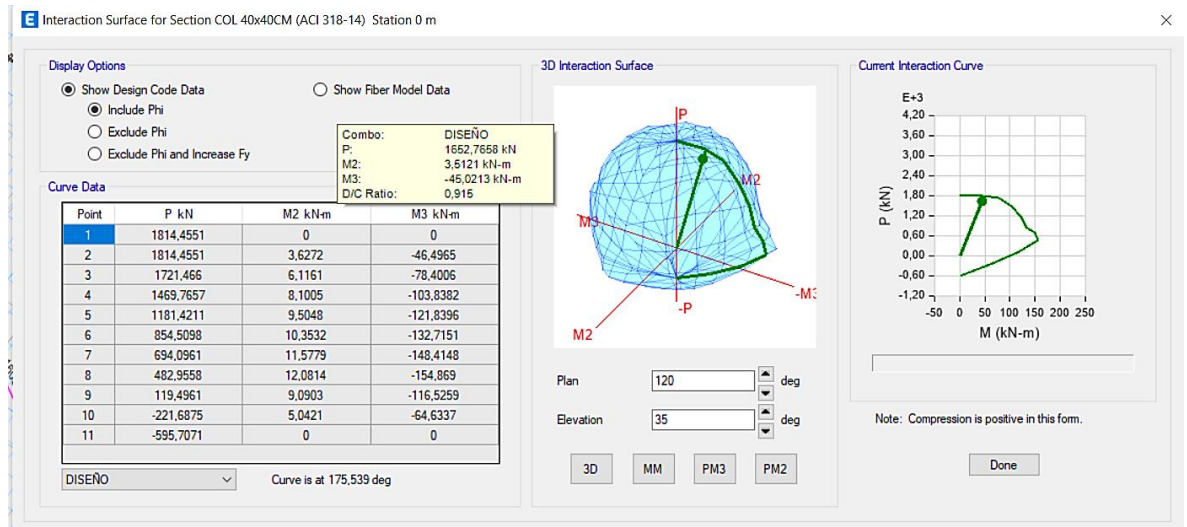 Interaction Surface for Section COL 40x40CM (ACI 318-14) Station 0 m
Display Options
Show Design Code Data
Show Fiber Model Data
Include Phi
Exclude Phi
Exclude Phi and Increase Fy
Combo: DISEÑO
P: 1652,7658 kN
M2: 3,5121 kN-m
M3: -45,0213 kN-m
D/C Ratio: 0,915
Curve Data
Point P kN M2 kN-m M3 kN-m
1 1814,4551 0 0
2 1814,4551 3,6272 -46,4965
3 1721,466 6,1161 -78,4006
4 1469,7657 8,1005 -103,8382
5 1181,4211 9,5048 -121,8396
6 854,5098 10,3532 -132,7151
7 694,0961 11,5779 -148,4148
8 482,9558 12,0814 -154,869
9 119,4961 9,0903 -116,5259
10 -221,6875 5,0421 -64,6337
11 -595,7071 0 0
DISEÑO
Curve is at 175,539 deg
3D Interaction Surface
P
M2
M3
-M3
-P
M2
Plan 120 deg
Elevation 35 deg
3D MM PM3 PM2
Current Interaction Curve
E+3
4,20
3,60
3,00
2,40
1,80
1,20
0,60
0,00
-0,60
-1,20
P (kN)
-50 0 50 100 150 200 250
M (kN-m)
Note: Compression is positive in this form.
Done